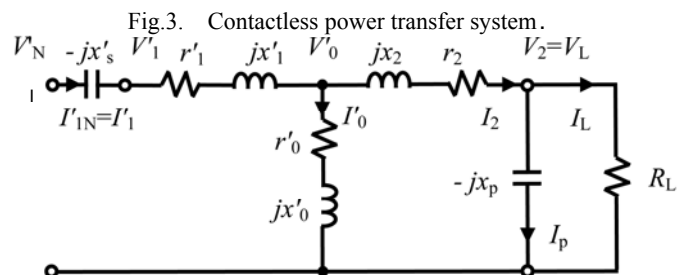 Fig.3. Contactless power transfer system.
V'N -jx's V'1 r'1 jx'1 V'0 jx2 r2 V2=VL
I
I'1N=I'1 I'0 I2 IL
r'0
-jxp RL
jx'0
Ip